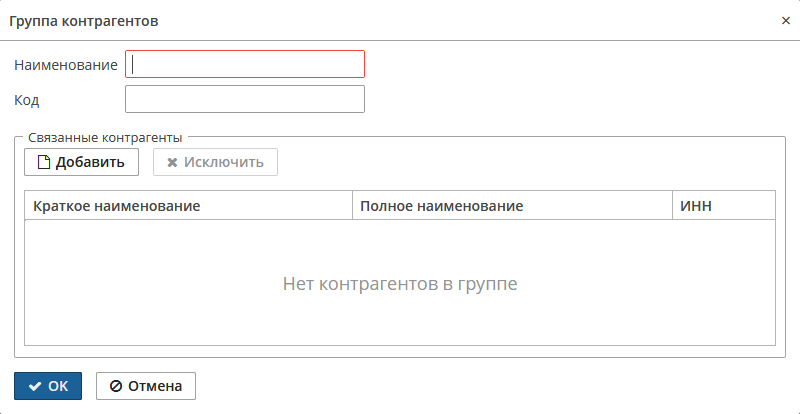 Группа контрагентов ×
Наименование
Код
Связанные контрагенты
Добавить Исключить
Краткое наименование Полное наименование ИНН
Нет контрагентов в группе
OK Отмена